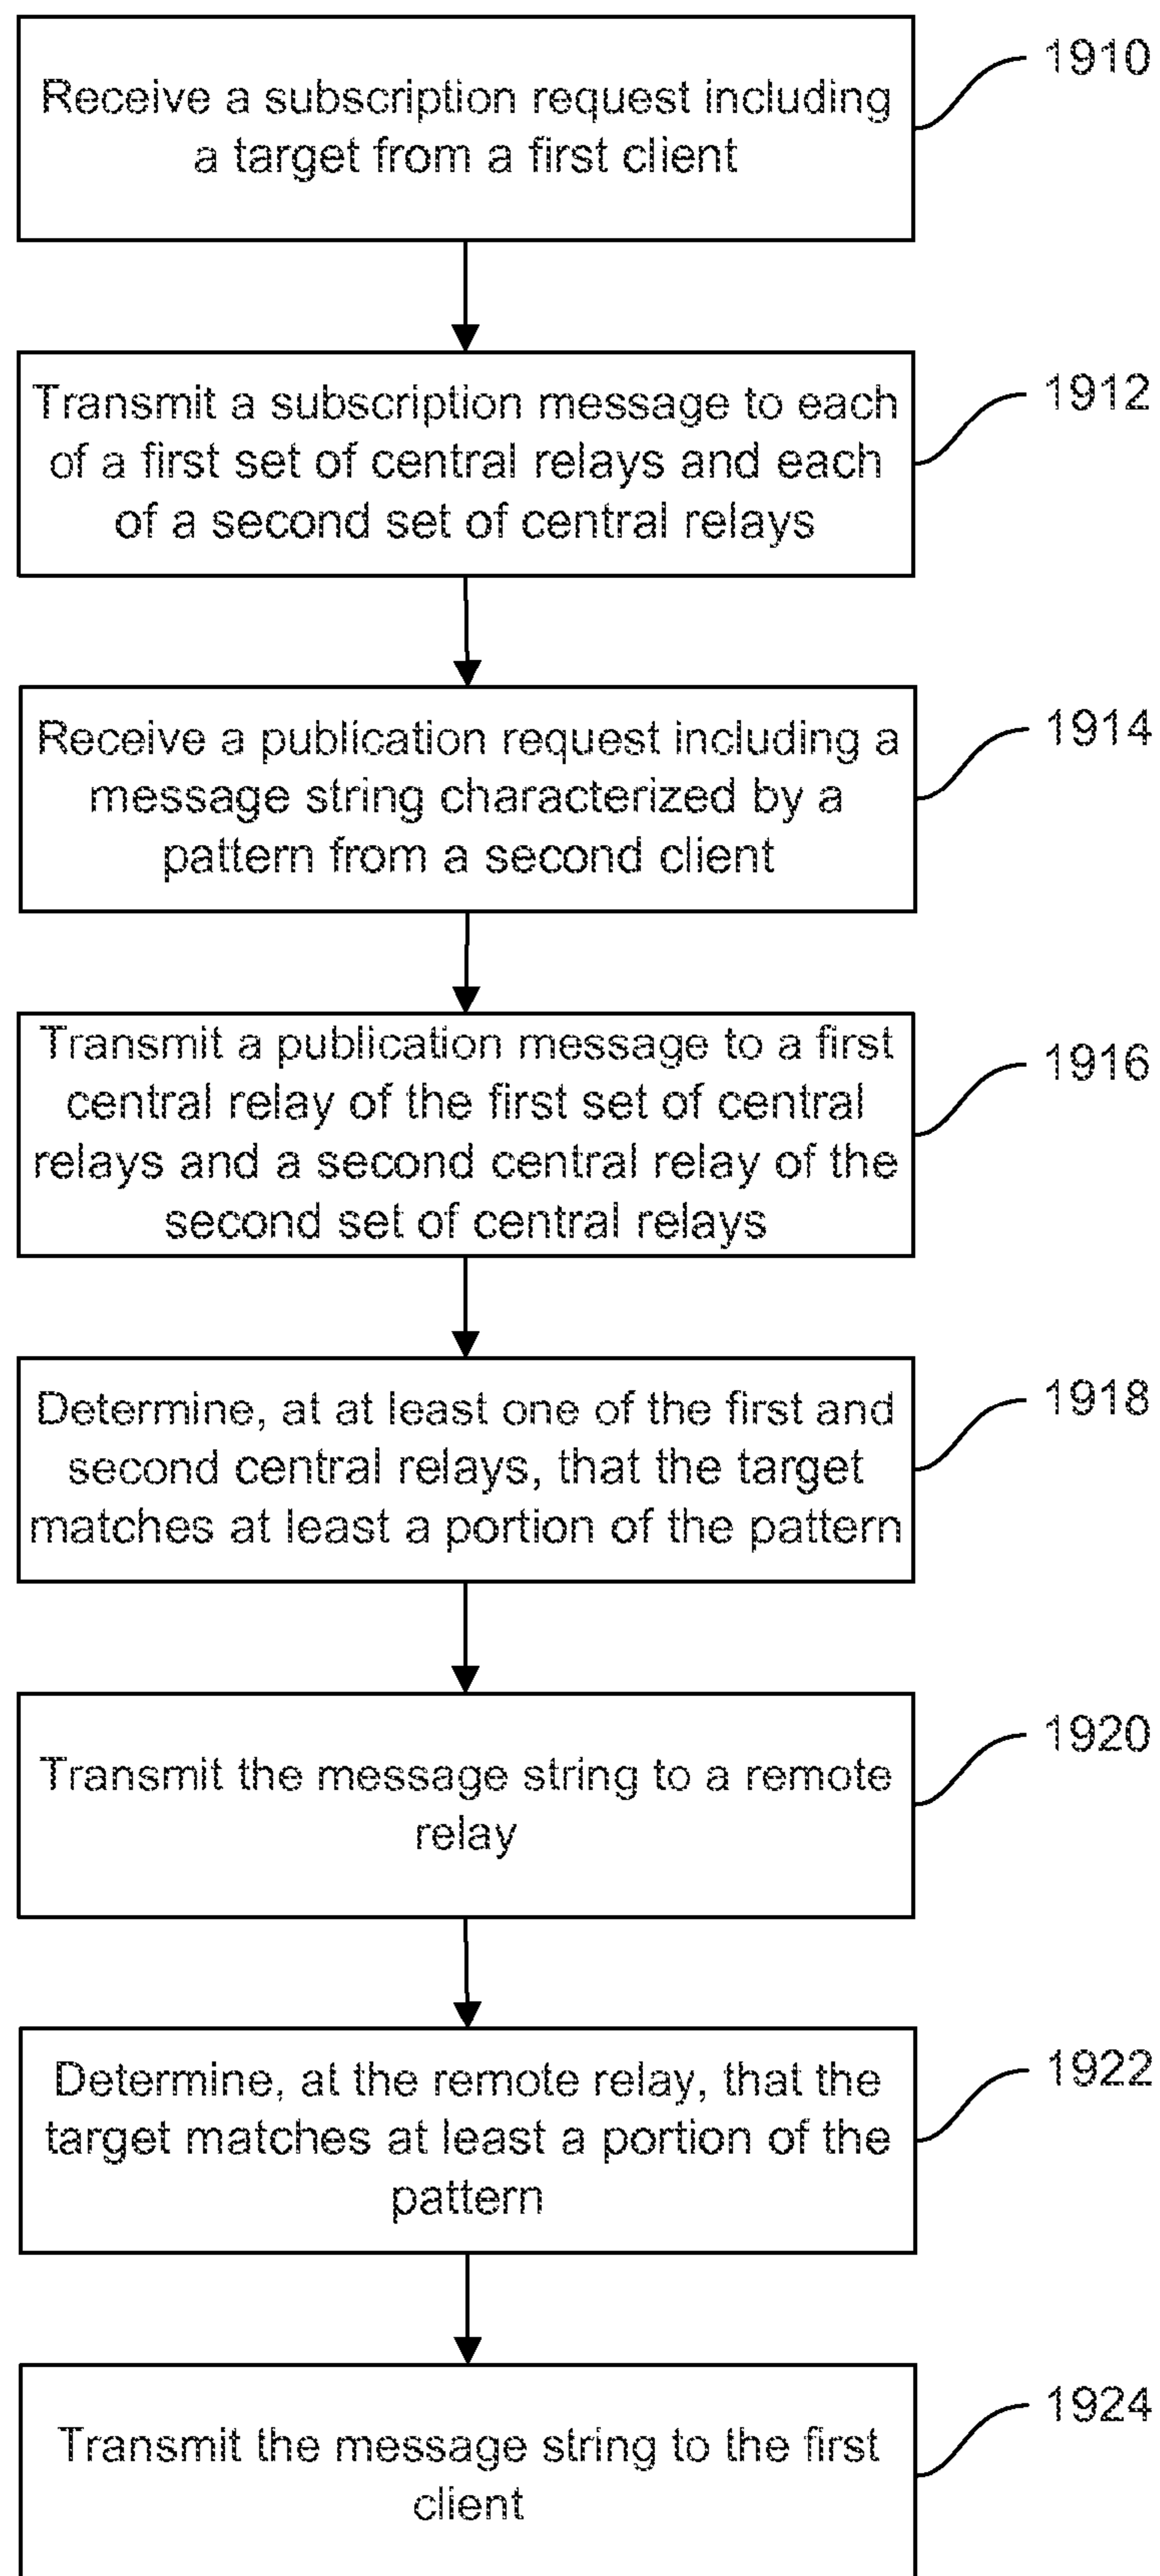 Receive a subscription request including
a target from a first client
1910
Transmit a subscription message to each
of a first set of central relays and each
of a second set of central relays
1912
Receive a publication request including a
message string characterized by a
pattern from a second client
1914
Transmit a publication message to a first
central relay of the first set of central
relays and a second central relay of the
second set of central relays
1916
Determine, at at least one of the first and
second central relays, that the target
matches at least a portion of the pattern
1918
Transmit the message string to a remote
relay
1920
Determine, at the remote relay, that the
target matches at least a portion of the
pattern
1922
Transmit the message string to the first
client
1924